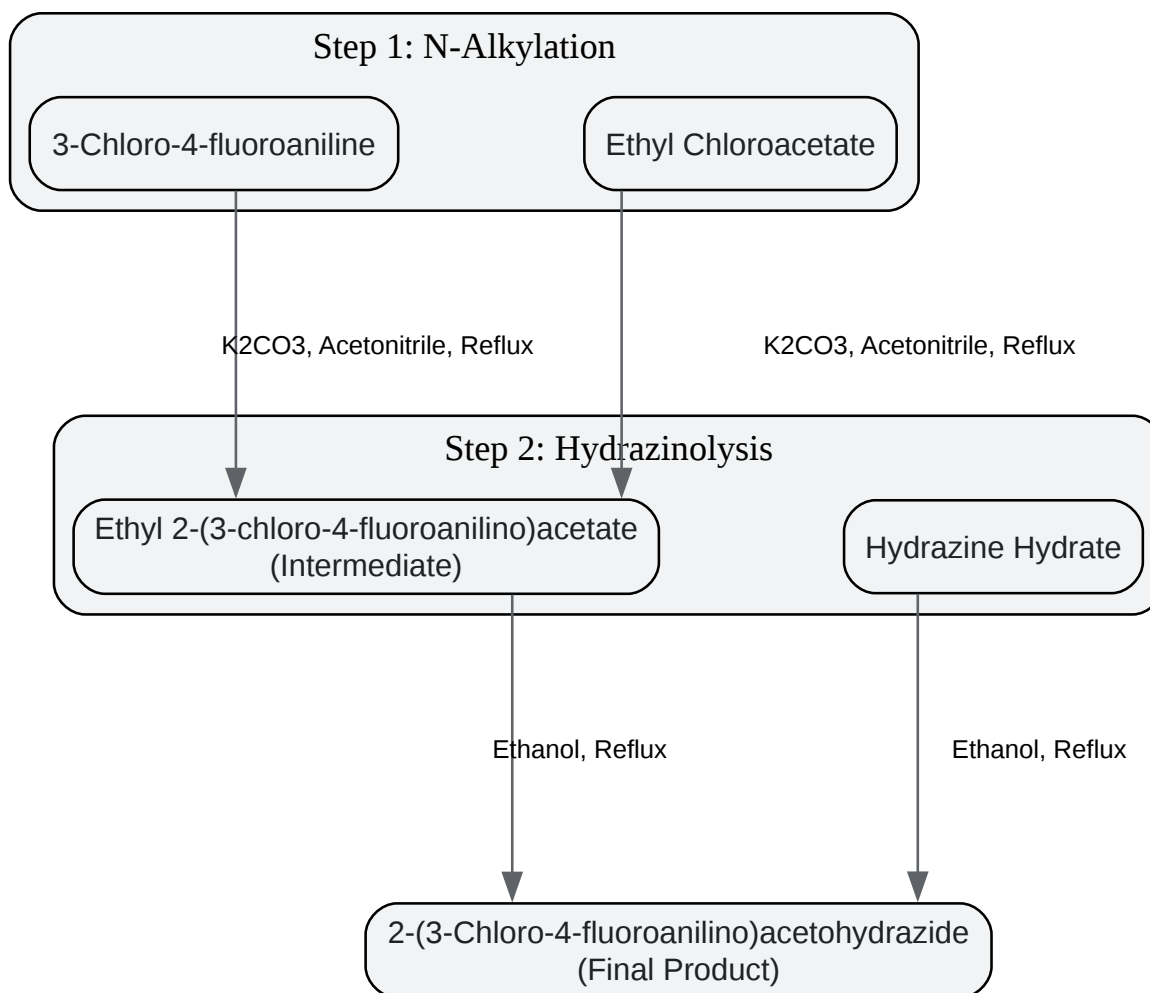 Step 1: N-Alkylation
3-Chloro-4-fluoroaniline
Ethyl Chloroacetate
K2CO3, Acetonitrile, Reflux
K2CO3, Acetonitrile, Reflux
Step 2: Hydrazinolysis
Ethyl 2-(3-chloro-4-fluoroanilino)acetate
(Intermediate)
Hydrazine Hydrate
Ethanol, Reflux
Ethanol, Reflux
2-(3-Chloro-4-fluoroanilino)acetohydrazide
(Final Product)